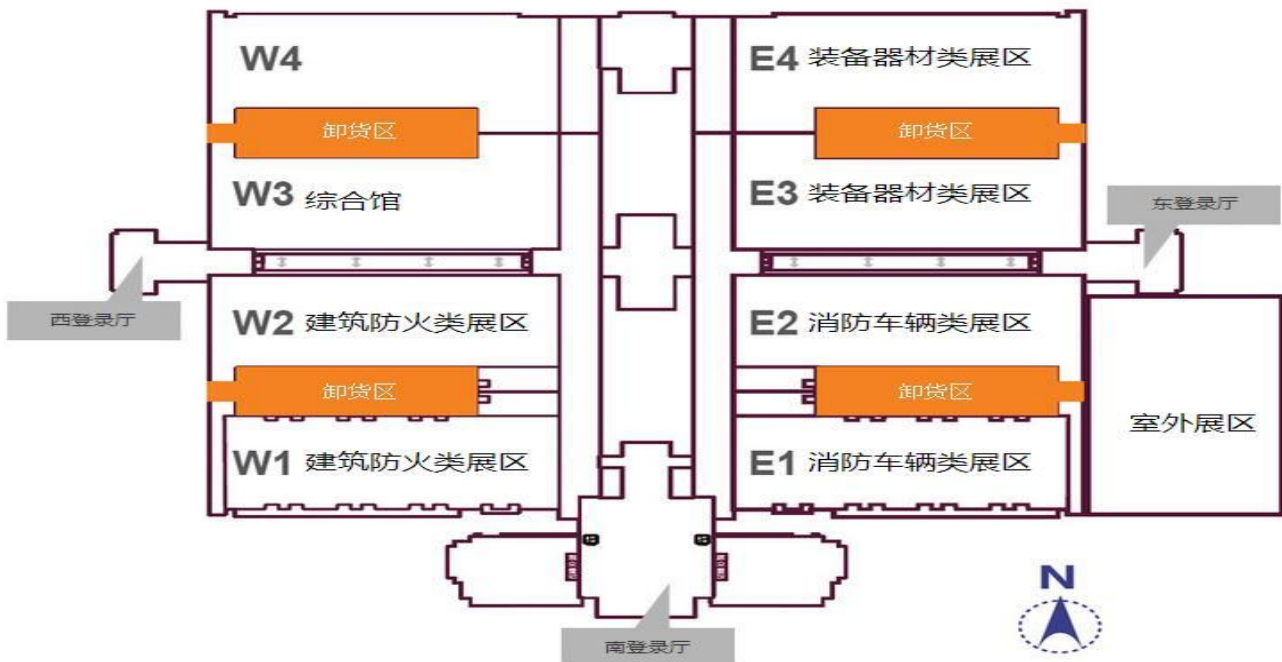 W4
E4 装备器材类展区
卸货区
卸货区
W3 综合馆
E3 装备器材类展区
东登录厅
西登录厅
W2 建筑防火类展区
E2 消防车辆类展区
卸货区
卸货区
室外展区
W1 建筑防火类展区
E1 消防车辆类展区
N
南登录厅